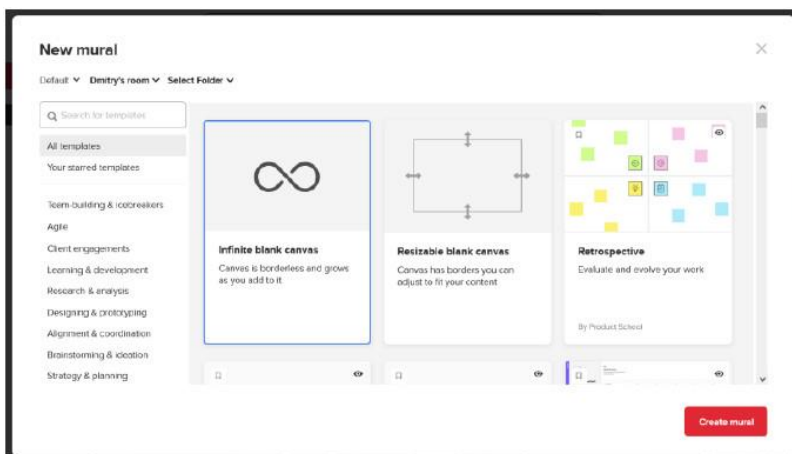 New mural
Default Dmitry's room Select Folder
Search for templates
All templates
Your starred templates
Team-building & icebreakers
Agile
Client engagements
Learning & development
Research & analysis
Designing & prototyping
Alignment & coordination
Brainstorming & ideation
Strategy & planning
Infinite blank canvas
Canvas is borderless and grows
as you add to it
Resizable blank canvas
Canvas has borders you can
adjust to fit your content
Retrospective
Evaluate and evolve your work
By Product School
Create mural